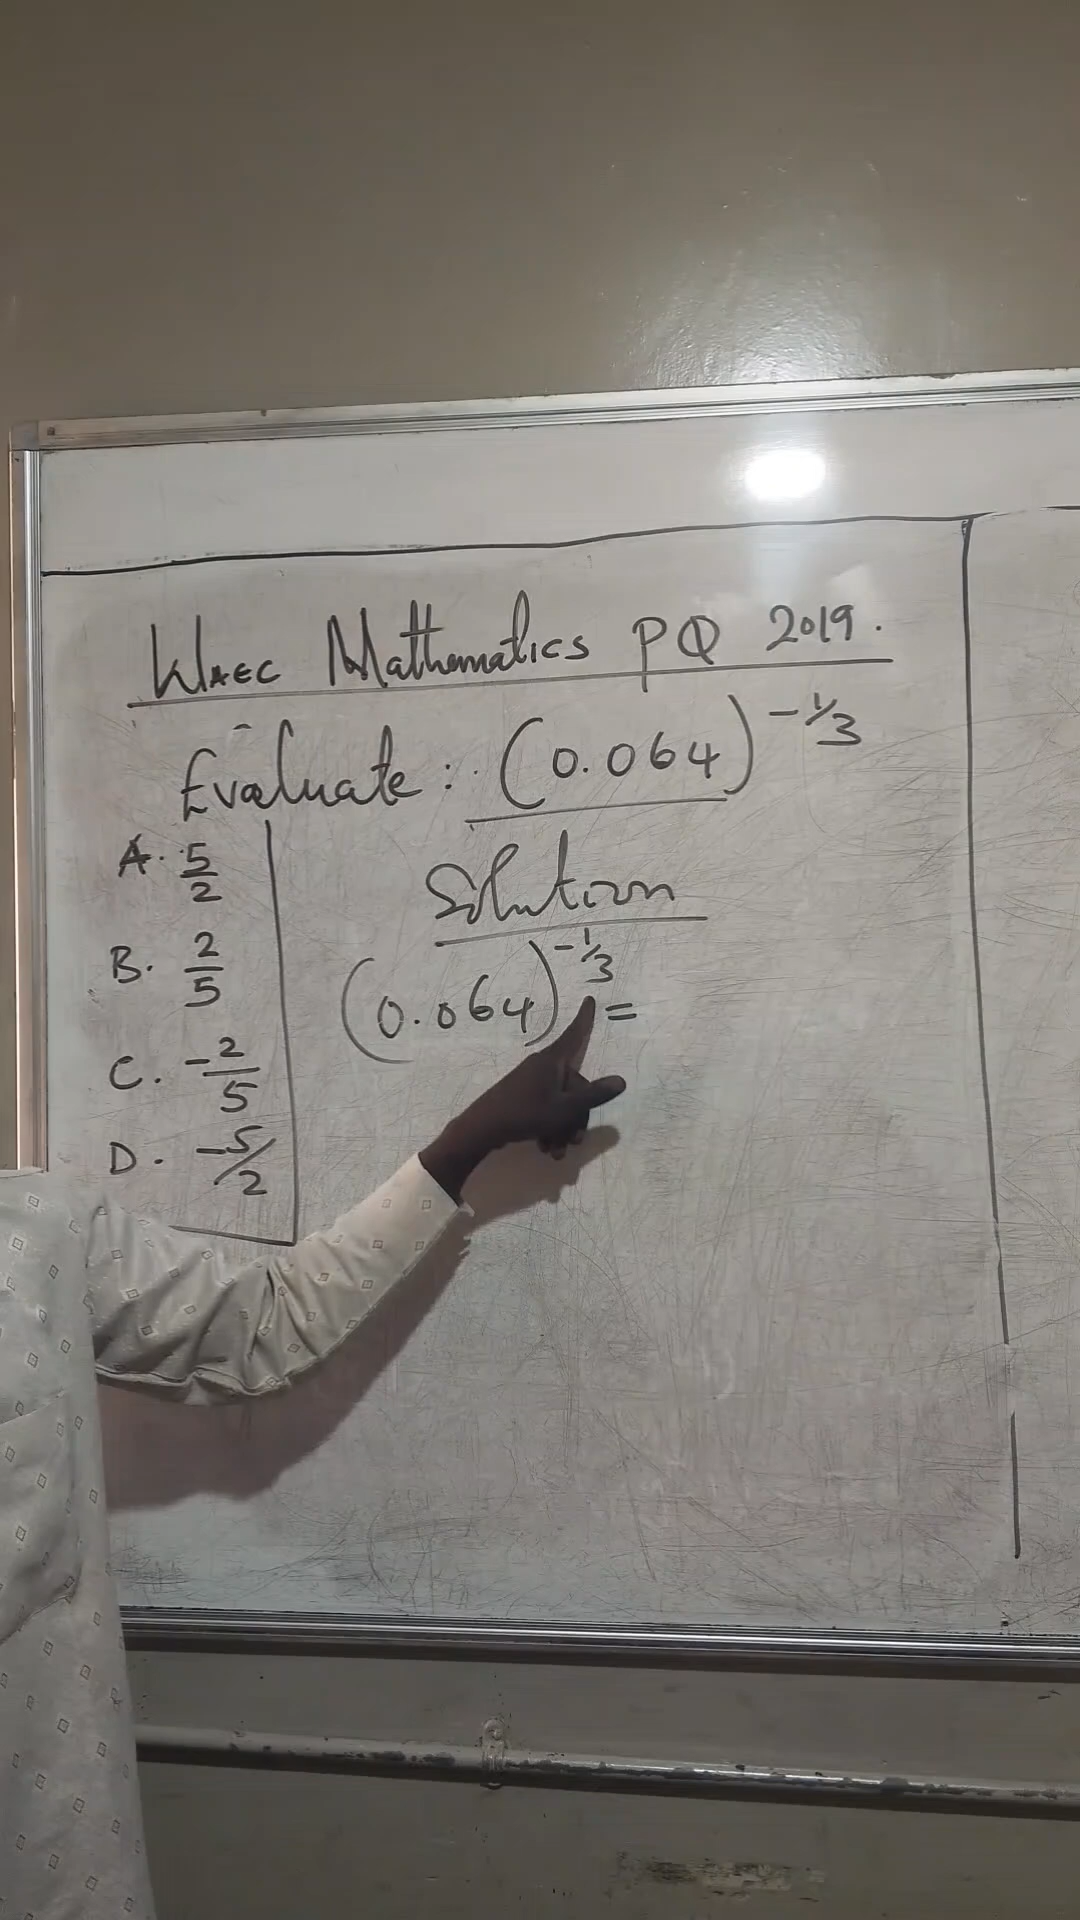 WAEC Mathematics PQ 2019.
Evaluate: (0.064)^-1/3
A. 5/2
B. 2/5
C. -2/5
D. -5/2
Solution
(0.064)^-1/3 =